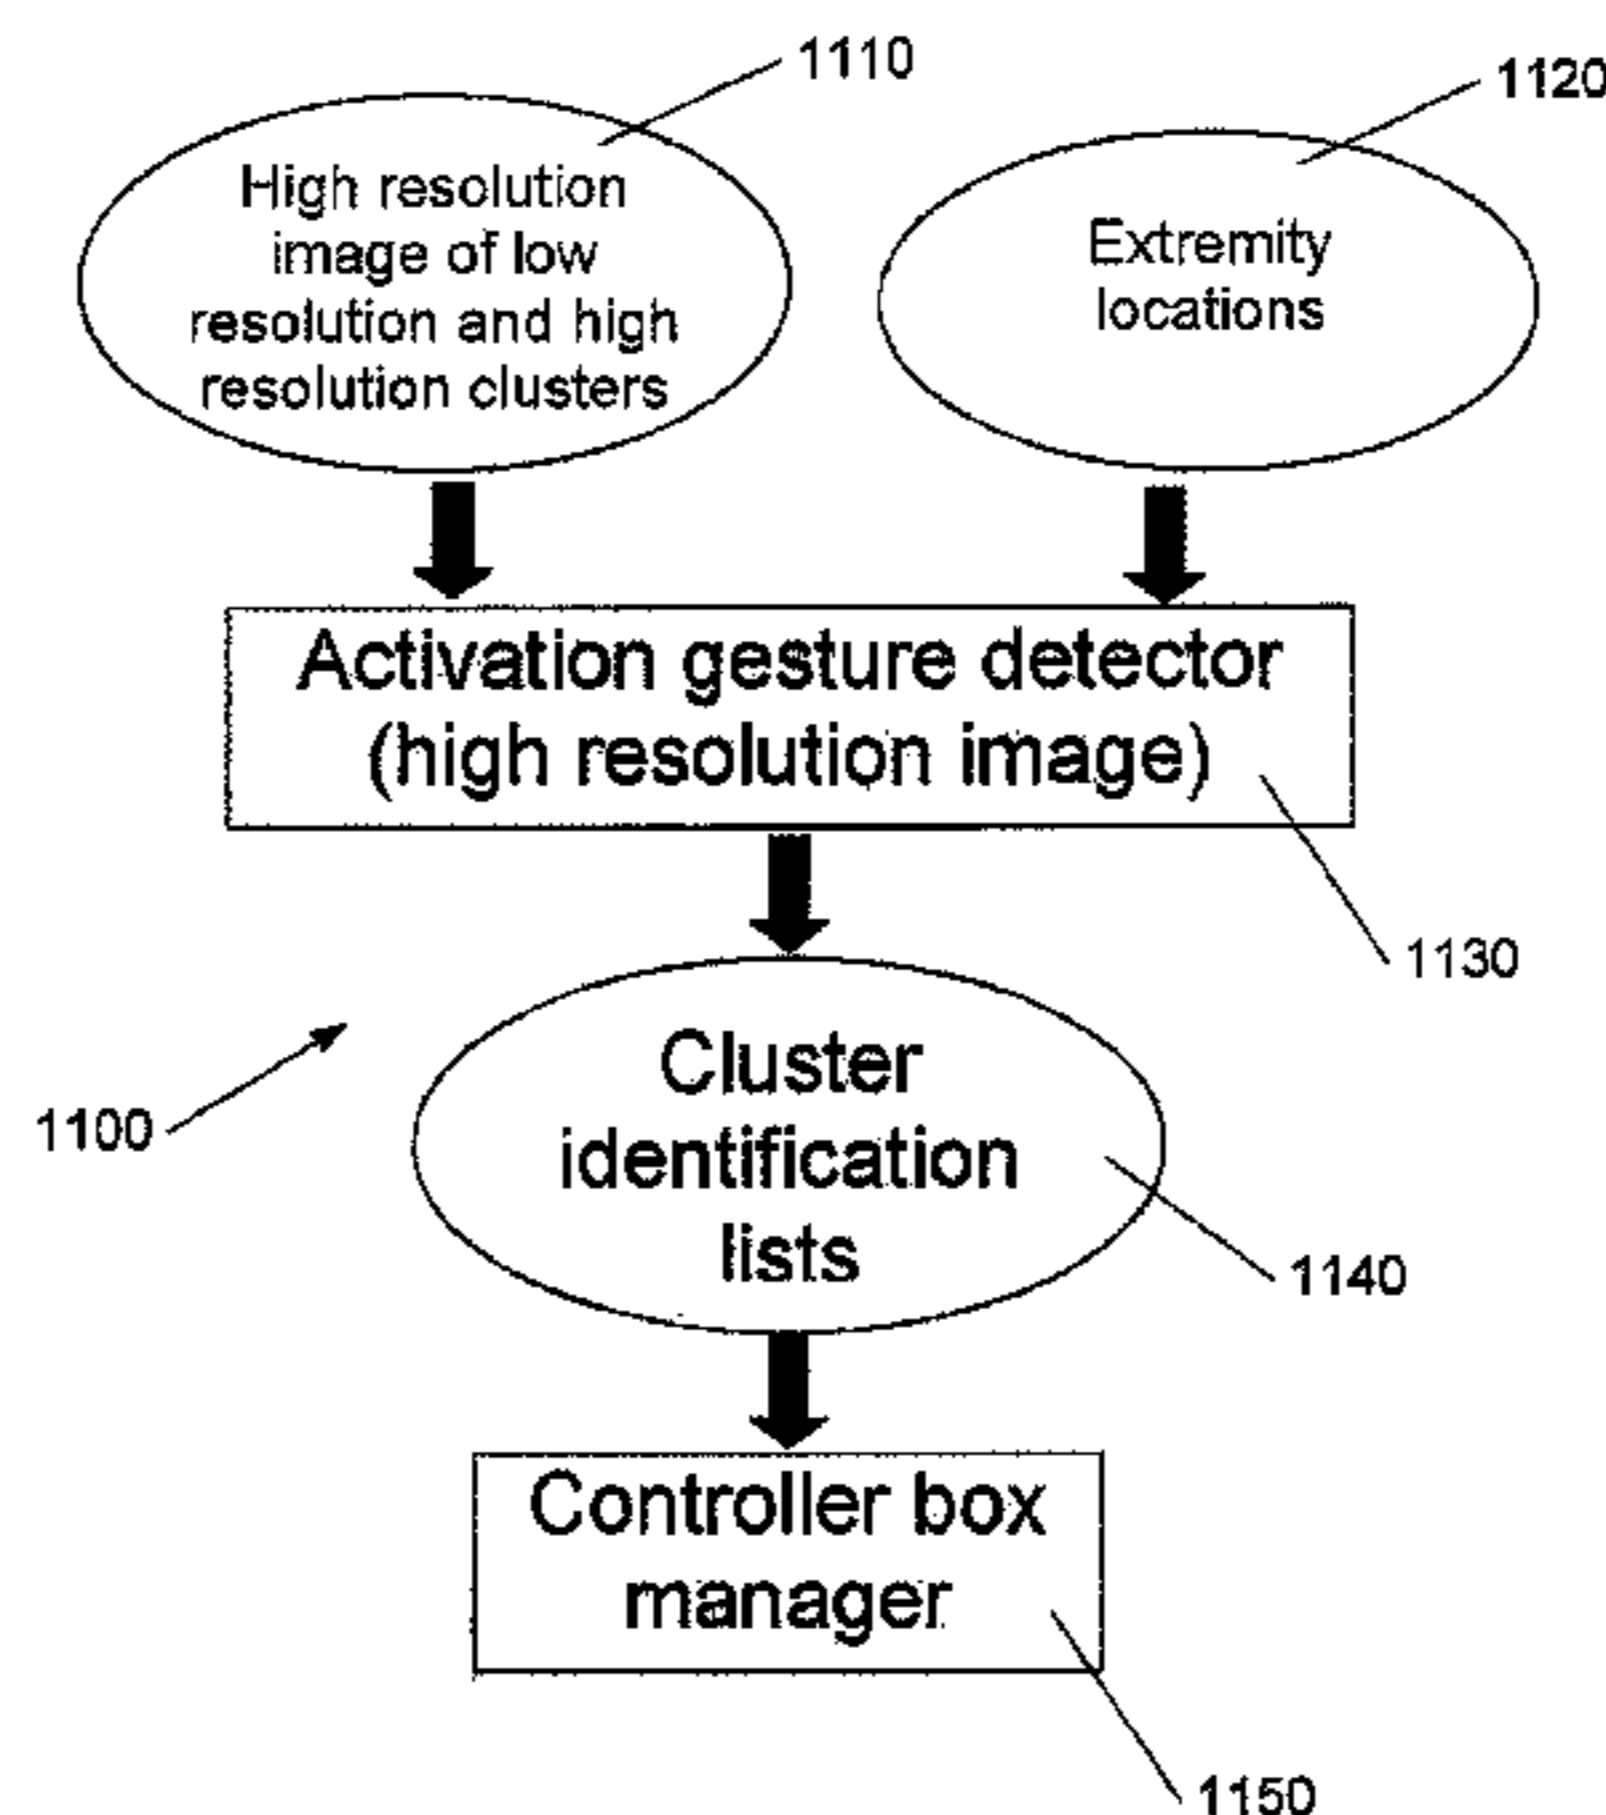 1110
1120
High resolution
image of low
resolution and high
resolution clusters
Extremity
locations
Activation gesture detector
(high resolution image)
1130
Cluster
identification
lists
1100
1140
Controller box
manager
1150